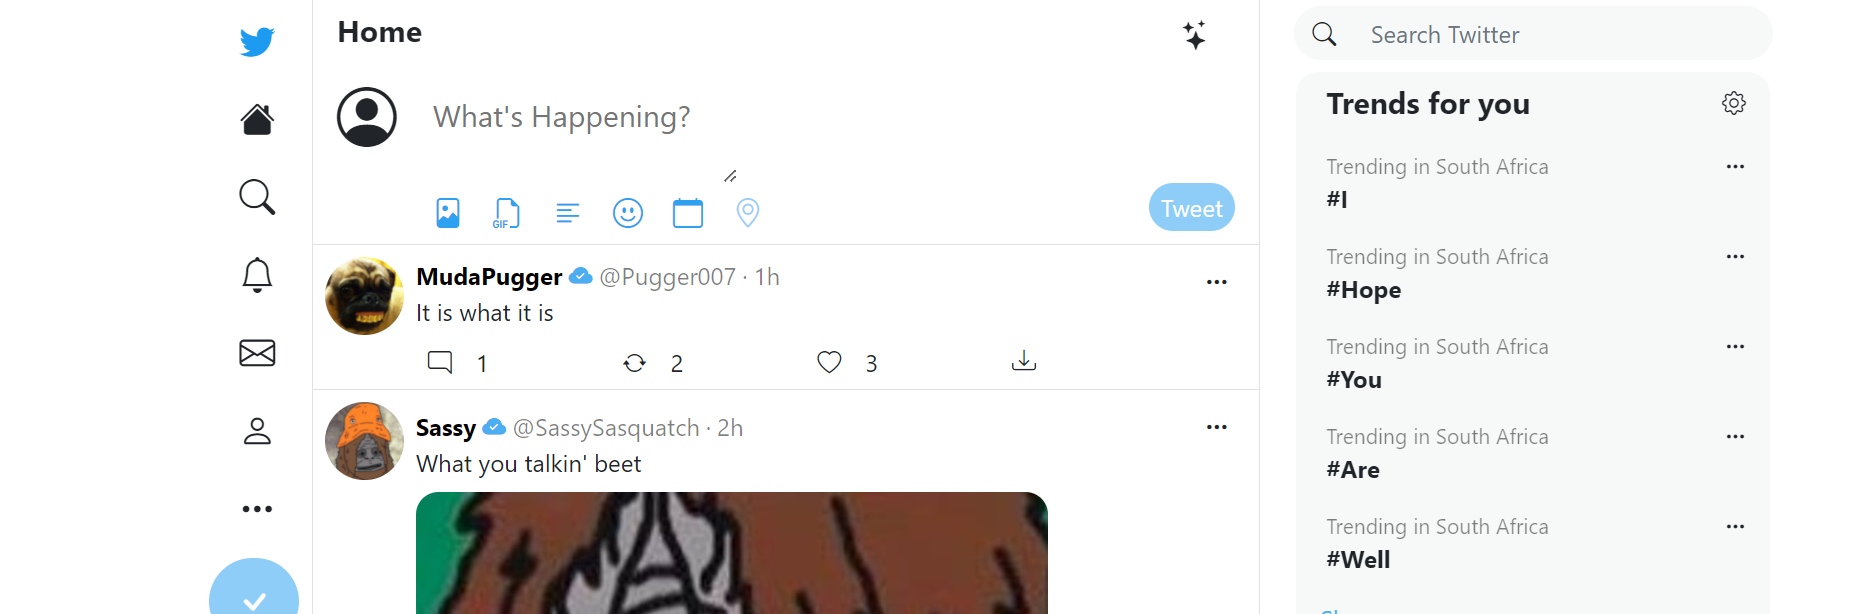 Home
What's Happening?
GIF
Tweet
MudaPugger @Pugger007 · 1h
It is what it is
1 2 3
Sassy @SassySasquatch · 2h
What you talkin' beet
Search Twitter
Trends for you
Trending in South Africa
#I
Trending in South Africa
#Hope
Trending in South Africa
#You
Trending in South Africa
#Are
Trending in South Africa
#Well